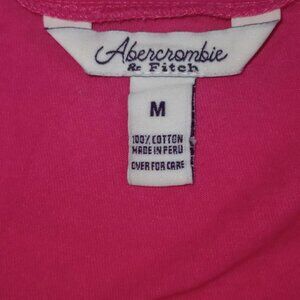 Abercrombie
& Fitch
M
100% COTTON
MADE IN PERU
OVER FOR CARE